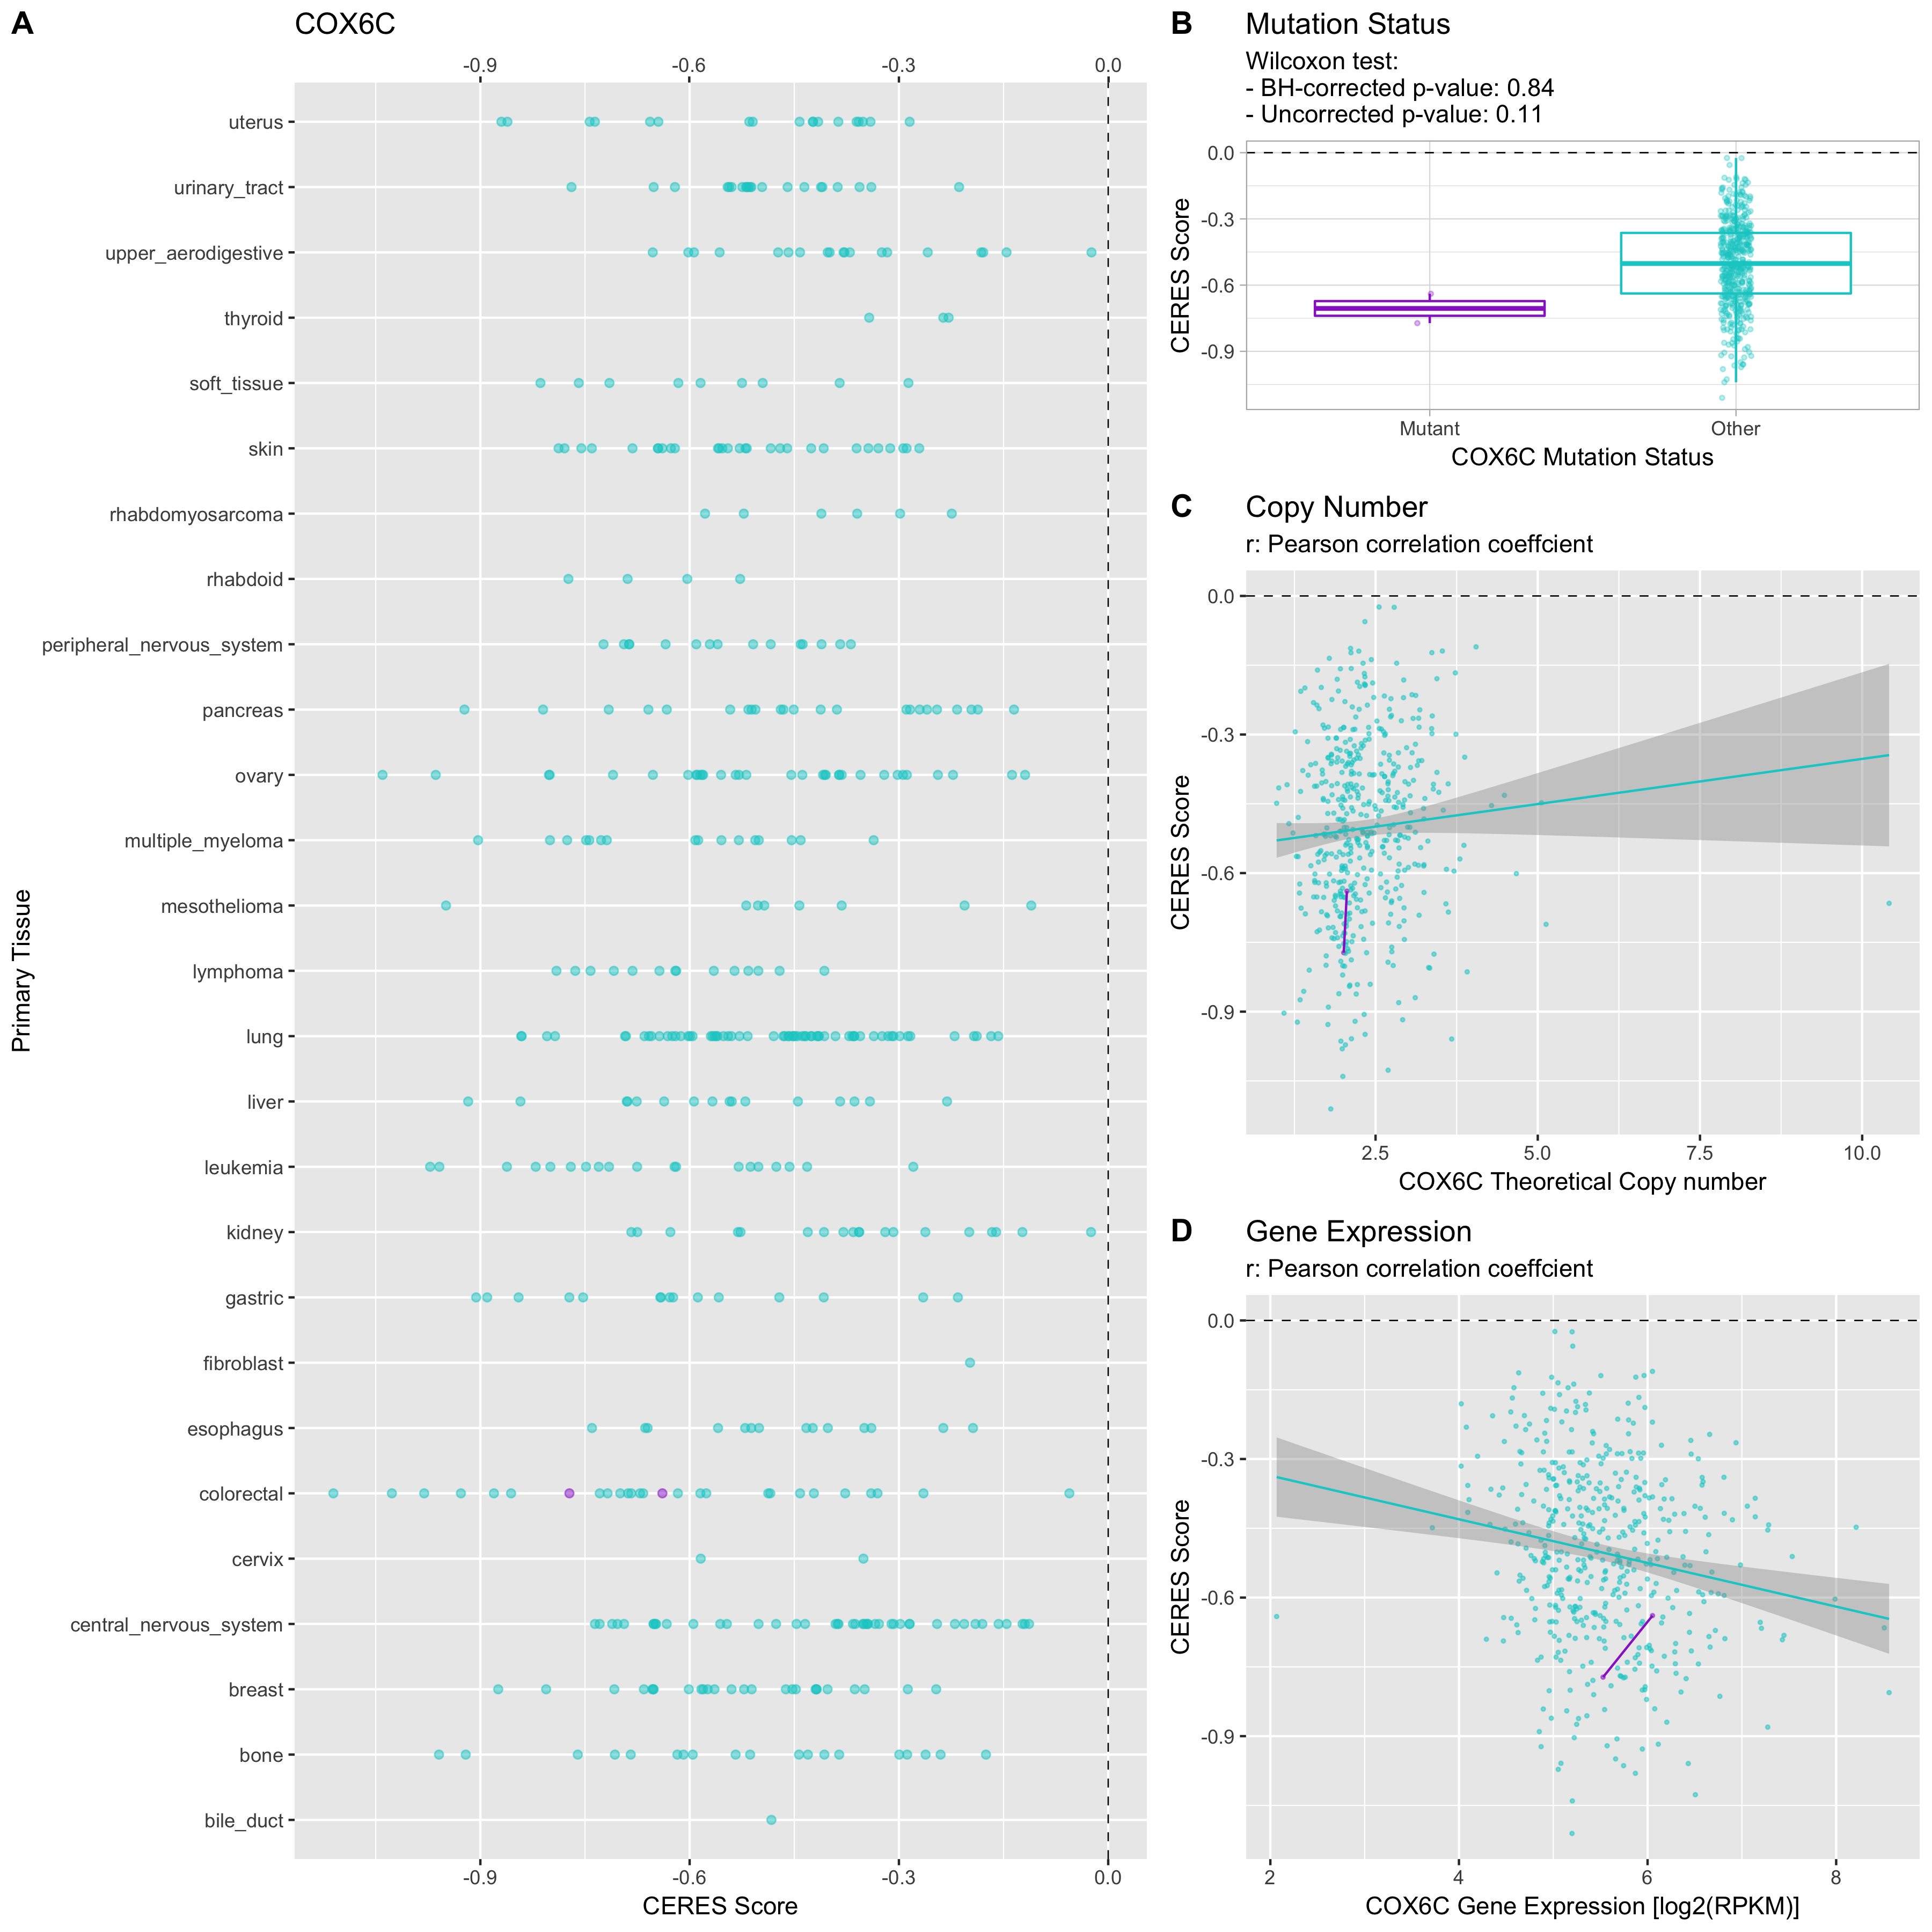 A
COX6C
-0.9 -0.6 -0.3 0.0
uterus
urinary_tract
upper_aerodigestive
thyroid
soft_tissue
skin
rhabdomyosarcoma
rhabdoid
peripheral_nervous_system
pancreas
ovary
multiple_myeloma
mesothelioma
lymphoma
lung
liver
leukemia
kidney
gastric
fibroblast
esophagus
colorectal
cervix
central_nervous_system
breast
bone
bile_duct
Primary Tissue
-0.9 -0.6 -0.3 0.0
CERES Score
B
Mutation Status
Wilcoxon test:
- BH-corrected p-value: 0.84
- Uncorrected p-value: 0.11
0.0
-0.3
-0.6
-0.9
CERES Score
Mutant Other
COX6C Mutation Status
C
Copy Number
r: Pearson correlation coeffcient
0.0
-0.3
-0.6
-0.9
CERES Score
2.5 5.0 7.5 10.0
COX6C Theoretical Copy number
D
Gene Expression
r: Pearson correlation coeffcient
0.0
-0.3
-0.6
-0.9
CERES Score
2 4 6 8
COX6C Gene Expression [log2(RPKM)]